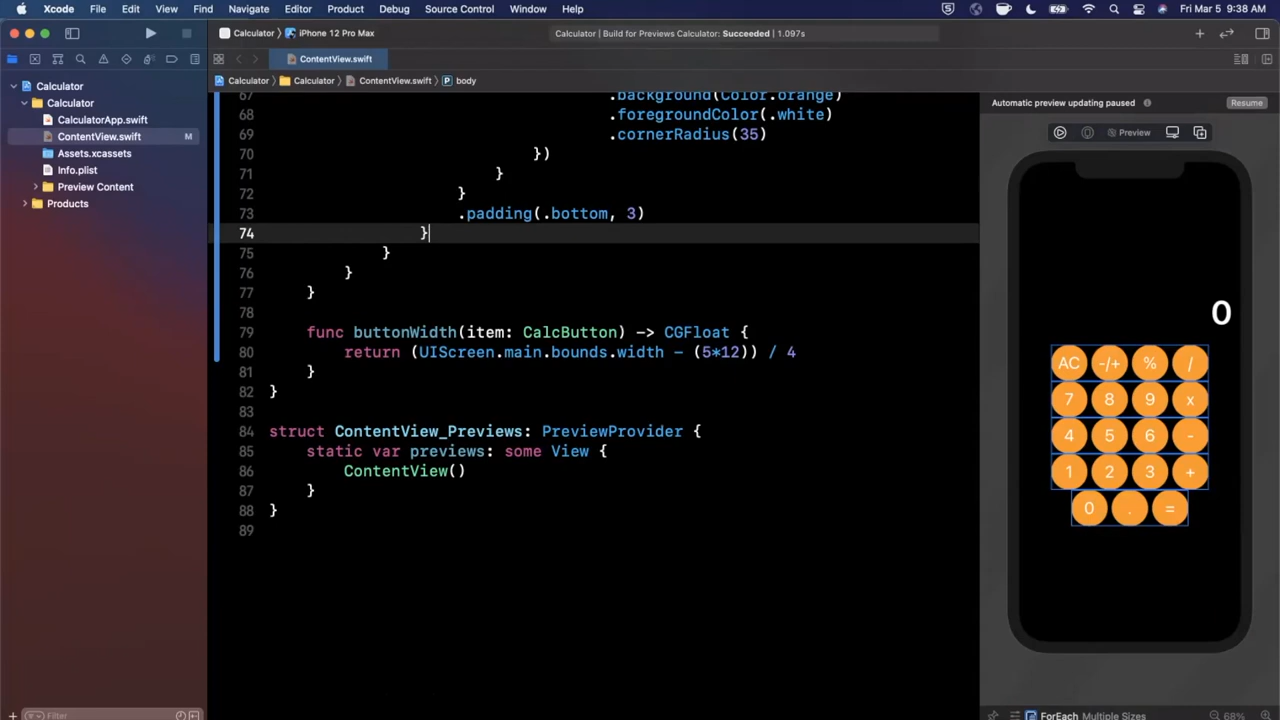 Xcode File Edit View Navigate Editor Product Debug Source Control Window Help Fri Mar 5 9:38 AM
Calculator iPhone 12 Pro Max
Calculator | Build for Previews Calculator: Succeeded | 1.097s
ContentView.swift
Calculator Calculator ContentView.swift P body
Calculator
Calculator
CalculatorApp.swift
ContentView.swift M
Assets.xcassets
Info.plist
Preview Content
Products
Filter
67 .background(Color.orange)
68 .foregroundColor(.white)
69 .cornerRadius(35)
70 })
71 }
72 }
73 .padding(.bottom, 3)
74 }
75 }
76 }
77 }
78
79 func buttonWidth(item: CalcButton) -> CGFloat {
80 return (UIScreen.main.bounds.width - (5*12)) / 4
81 }
82 }
83
84 struct ContentView_Previews: PreviewProvider {
85 static var previews: some View {
86 ContentView()
87 }
88 }
89
Automatic preview updating paused Resume
Preview
0
AC -/+ % /
7 8 9 x
4 5 6 -
1 2 3 +
0 . =
ForEach Multiple Sizes 68%